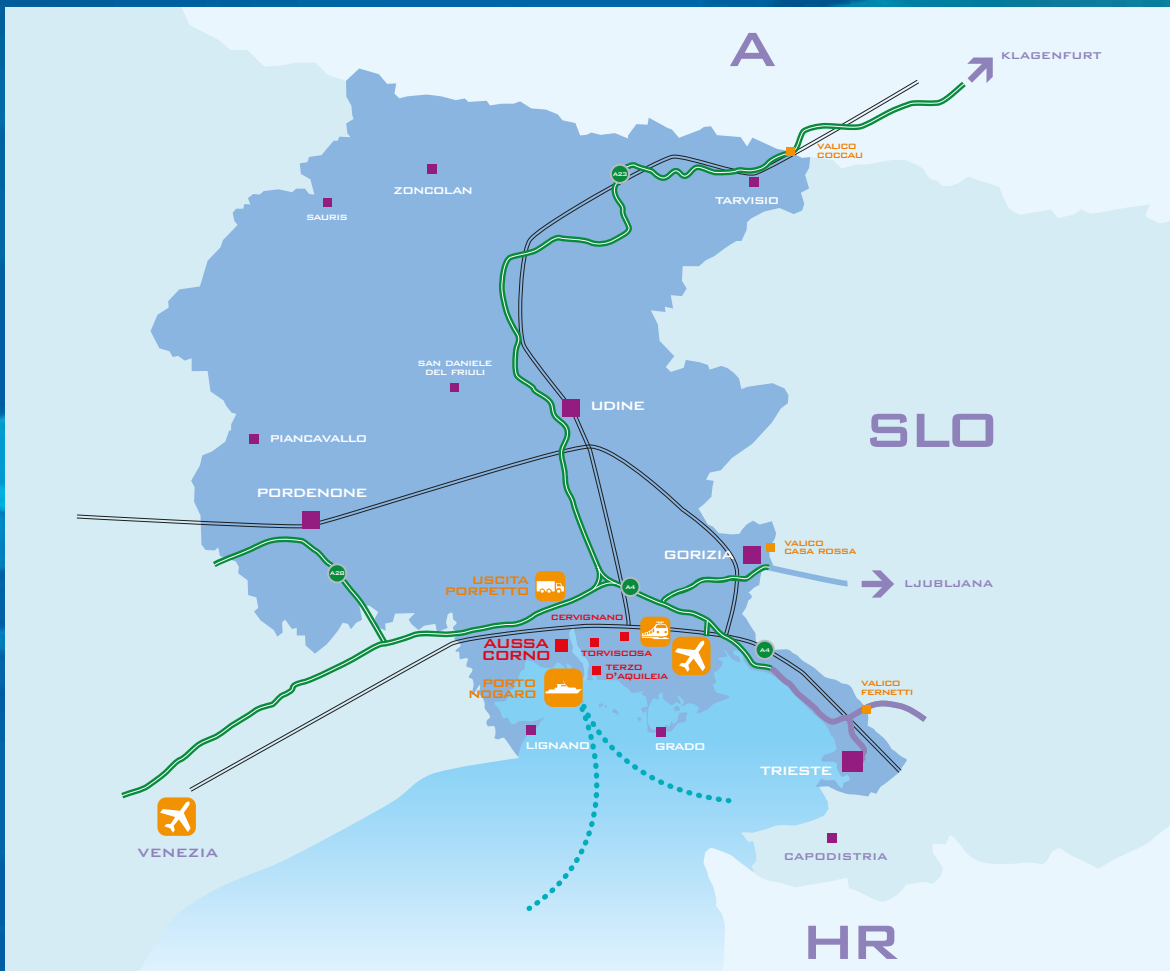 A
KLAGENFURT
VALICO
COCCAU
A23
ZONCOLAN
TARVISIO
SAURIS
SAN DANIELE
DEL FRIULI
UDINE
SLO
PIANCAVALLO
PORDENONE
GORIZIA
VALICO
CASA ROSSA
A28
USCITA
PORPETTO
A4
LJUBLJANA
CERVIGNANO
AUSSA
CORNO
TORVISCOSA
A4
TERZO
D'AQUILEIA
PORTO
NOGARO
VALICO
FERNETTI
LIGNANO
GRADO
TRIESTE
VENEZIA
CAPODISTRIA
HR